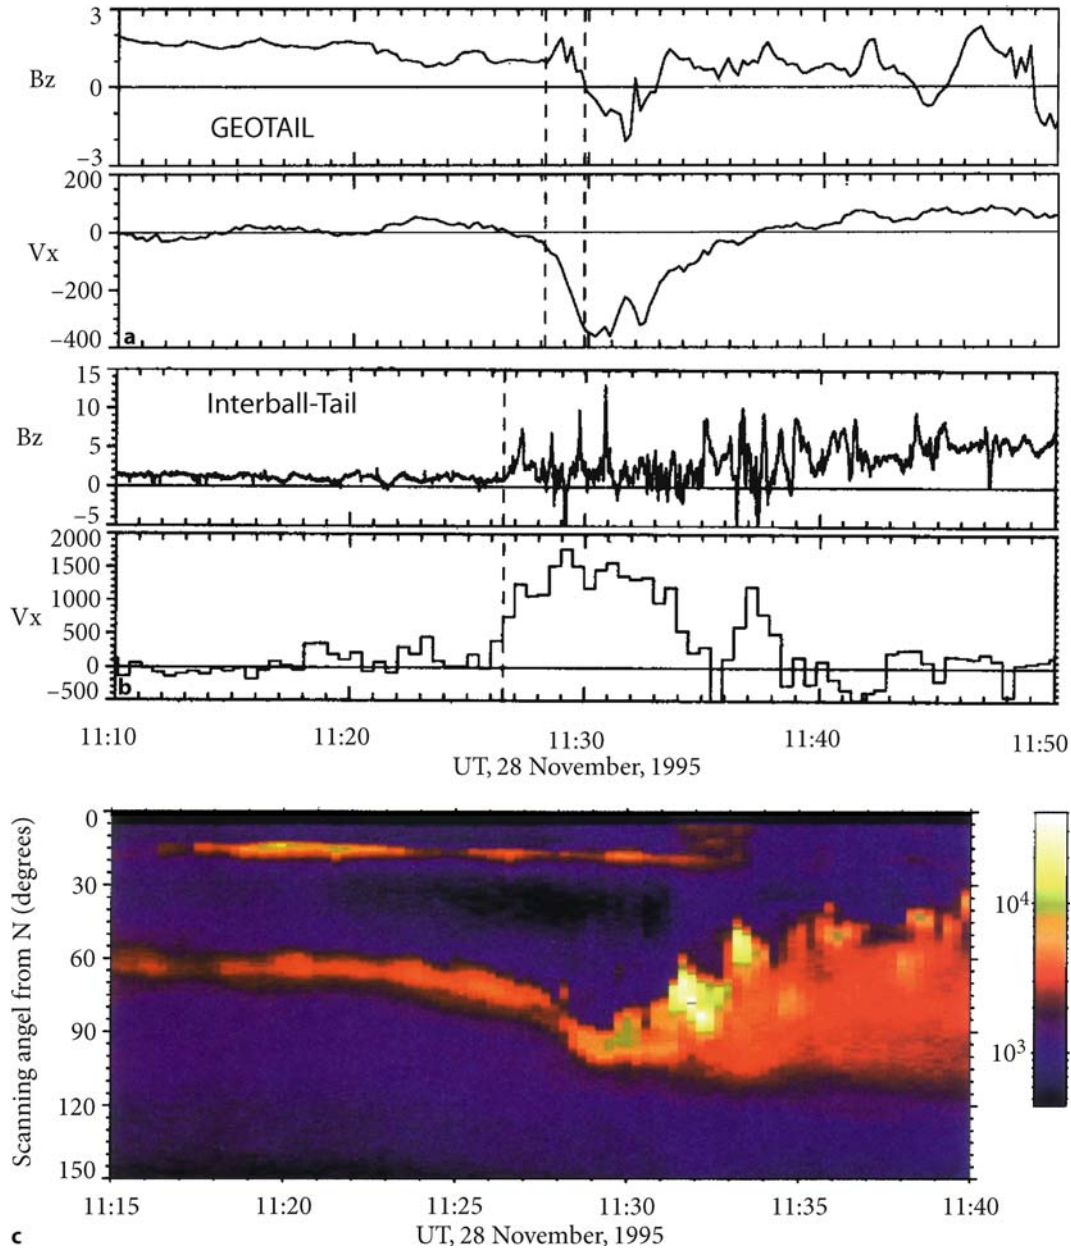 3
Bz
0
GEOTAIL
−3
200
0
Vx
−200
−400
a
15
Interball-Tail
10
Bz
5
0
−5
2000
1500
1000
Vx
500
0
−500
b
11:10 11:20 11:30 11:40 11:50
UT, 28 November, 1995
Scanning angel from N (degrees)
0
30
60
90
120
150
10⁴
10³
11:15 11:20 11:25 11:30 11:35 11:40
UT, 28 November, 1995
c